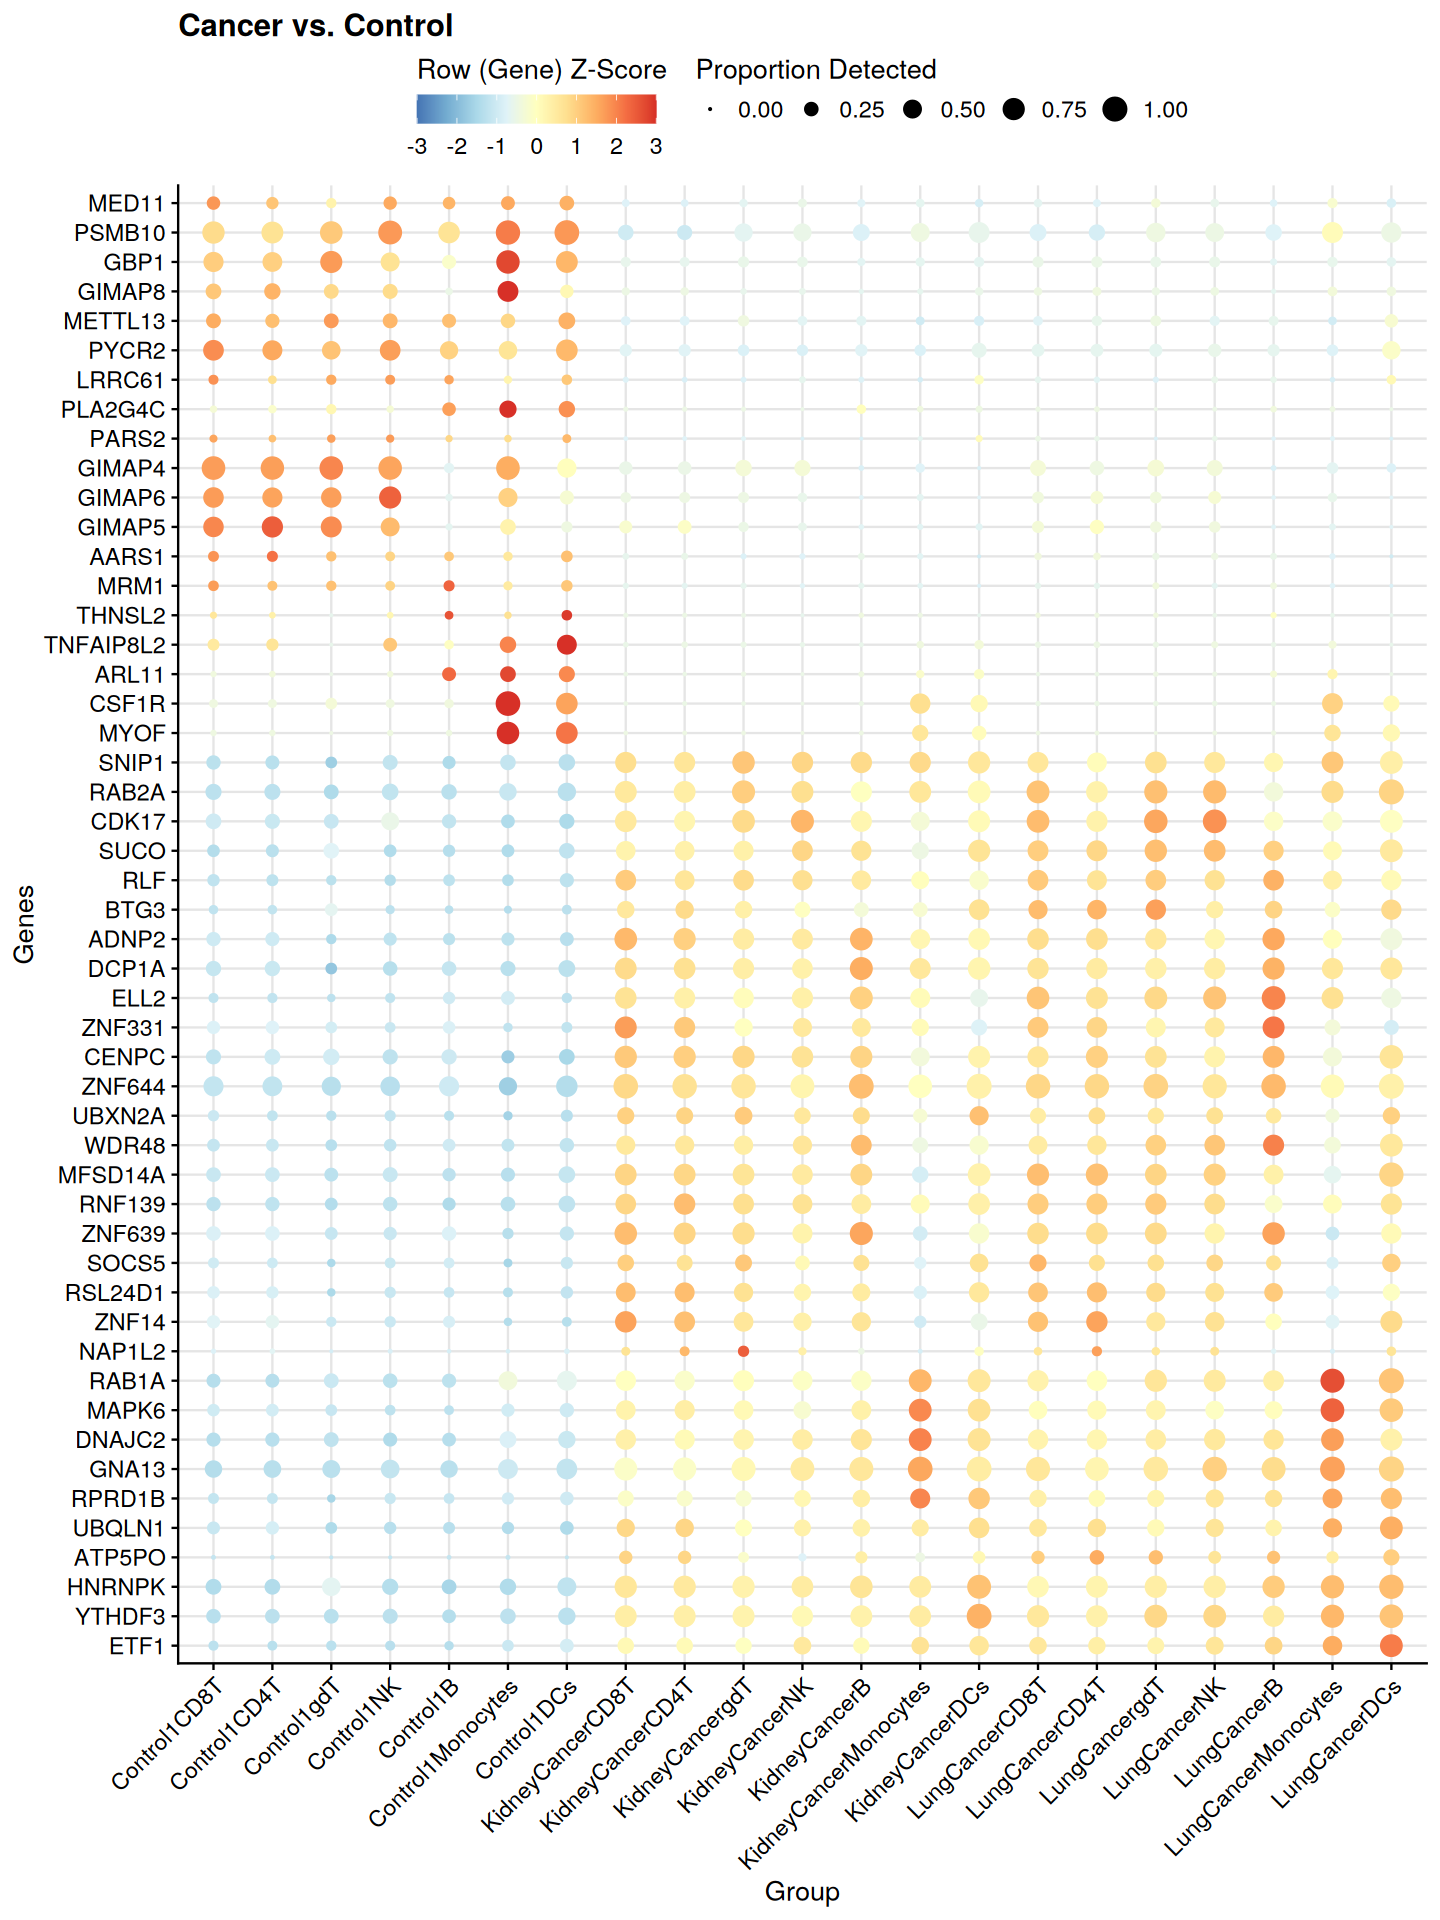 Cancer vs. Control
Row (Gene) Z-Score
Proportion Detected
0.00 0.25 0.50 0.75 1.00
-3 -2 -1 0 1 2 3
MED11
PSMB10
GBP1
GIMAP8
METTL13
PYCR2
LRRC61
PLA2G4C
PARS2
GIMAP4
GIMAP6
GIMAP5
AARS1
MRM1
THNSL2
TNFAIP8L2
ARL11
CSF1R
MYOF
SNIP1
RAB2A
CDK17
SUCO
RLF
BTG3
ADNP2
DCP1A
ELL2
ZNF331
CENPC
ZNF644
UBXN2A
WDR48
MFSD14A
RNF139
ZNF639
SOCS5
RSL24D1
ZNF14
NAP1L2
RAB1A
MAPK6
DNAJC2
GNA13
RPRD1B
UBQLN1
ATP5PO
HNRNPK
YTHDF3
ETF1
Genes
Control1CD8T
Control1CD4T
Control1gdT
Control1NK
Control1B
Control1Monocytes
Control1DCs
KidneyCancerCD8T
KidneyCancerCD4T
KidneyCancergdT
KidneyCancerNK
KidneyCancerB
KidneyCancerMonocytes
KidneyCancerDCs
LungCancerCD8T
LungCancerCD4T
LungCancergdT
LungCancerNK
LungCancerB
LungCancerMonocytes
LungCancerDCs
Group